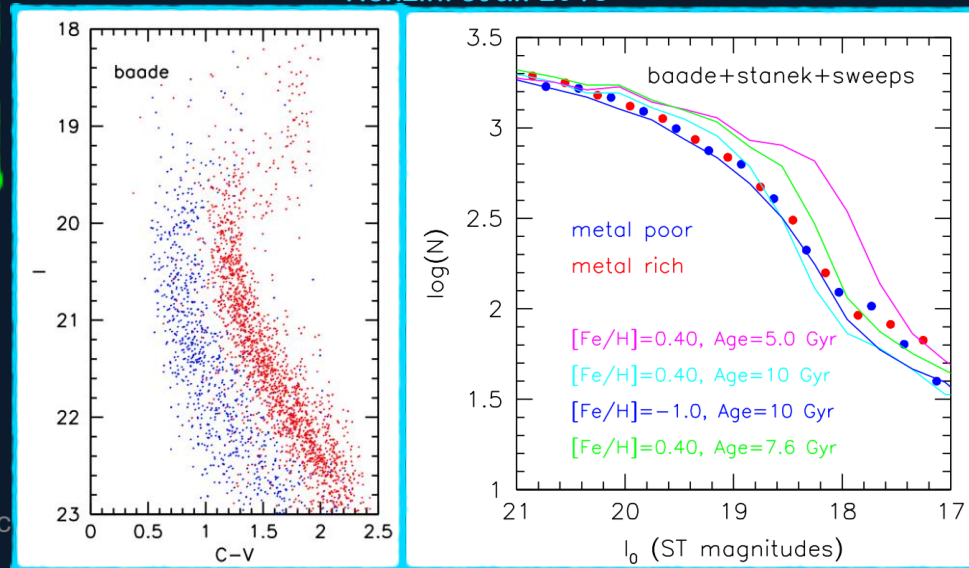 18
19
20
21
22
23
I
baade
0
0.5
1
1.5
2
2.5
C−V
3.5
3
2.5
2
1.5
1
log(N)
baade+stanek+sweeps
metal poor
metal rich
[Fe/H]=0.40, Age=5.0 Gyr
[Fe/H]=0.40, Age=10 Gyr
[Fe/H]=−1.0, Age=10 Gyr
[Fe/H]=0.40, Age=7.6 Gyr
21
20
19
18
17
I₀ (ST magnitudes)